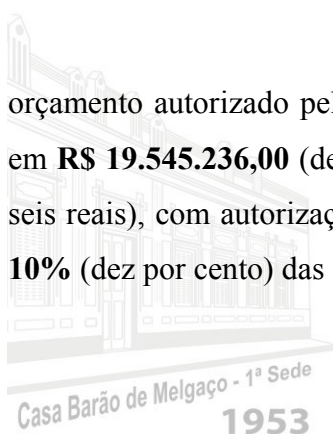 orçamento autorizado pel
em R$ 19.545.236,00 (de
seis reais), com autorizaç
10% (dez por cento) das
Casa Barão de Melgaço - 1ª Sede
1953